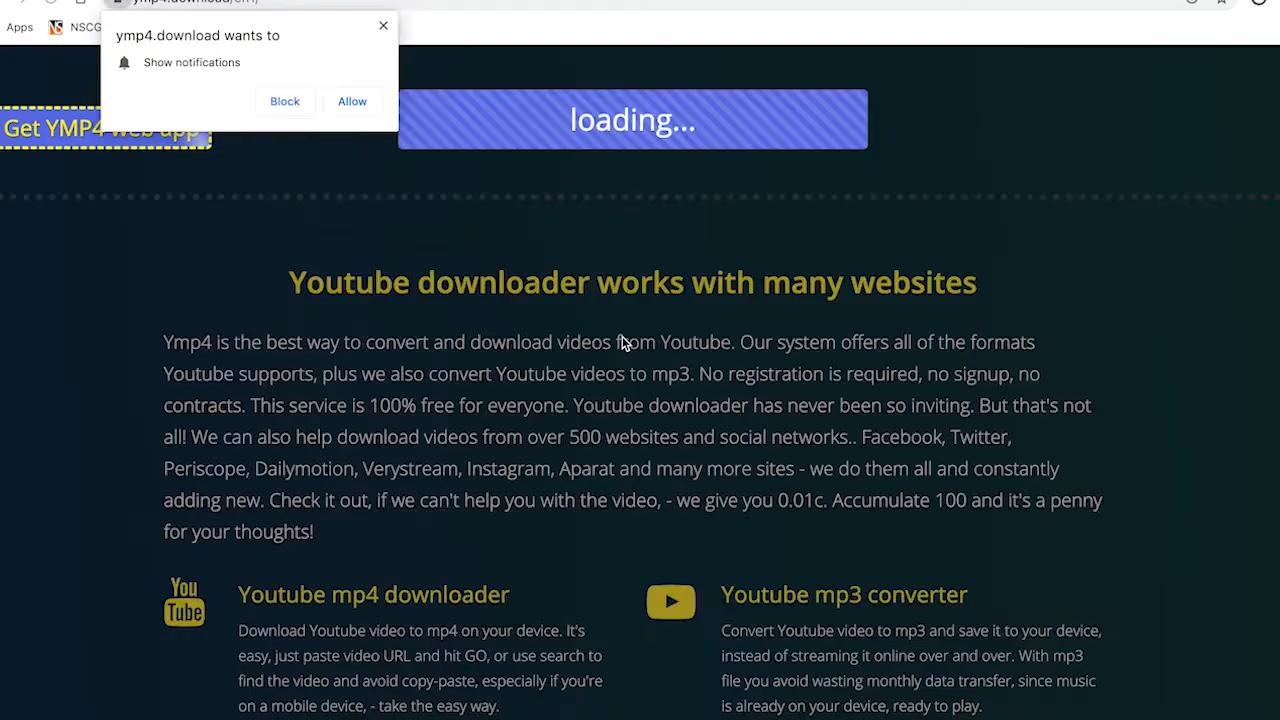 Apps NSCG
ymp4.download wants to
Show notifications
Block Allow
Get YMP4 web app
loading...
Youtube downloader works with many websites
Ymp4 is the best way to convert and download videos from Youtube. Our system offers all of the formats
Youtube supports, plus we also convert Youtube videos to mp3. No registration is required, no signup, no
contracts. This service is 100% free for everyone. Youtube downloader has never been so inviting. But that's not
all! We can also help download videos from over 500 websites and social networks.. Facebook, Twitter,
Periscope, Dailymotion, Verystream, Instagram, Aparat and many more sites - we do them all and constantly
adding new. Check it out, if we can't help you with the video, - we give you 0.01c. Accumulate 100 and it's a penny
for your thoughts!
You
Tube
Youtube mp4 downloader
Download Youtube video to mp4 on your device. It's
easy, just paste video URL and hit GO, or use search to
find the video and avoid copy-paste, especially if you're
on a mobile device, - take the easy way.
Youtube mp3 converter
Convert Youtube video to mp3 and save it to your device,
instead of streaming it online over and over. With mp3
file you avoid wasting monthly data transfer, since music
is already on your device, ready to play.